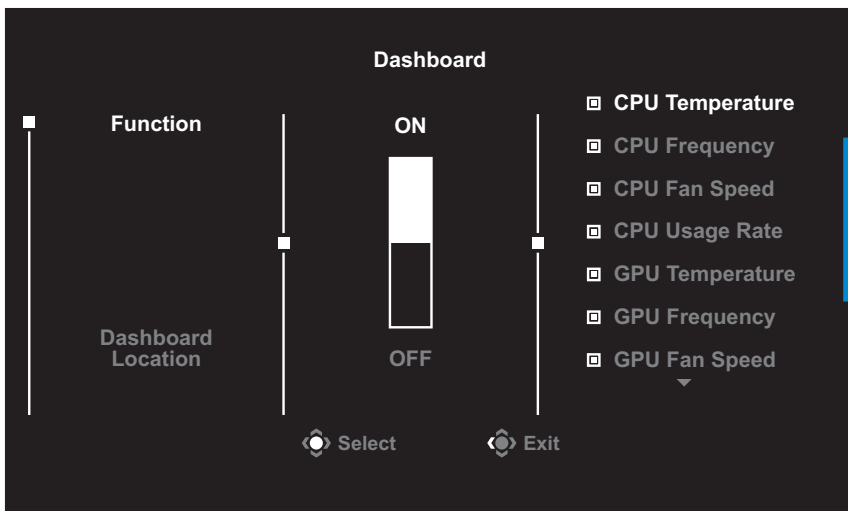 Dashboard
Function
Dashboard
Location
ON
OFF
CPU Temperature
CPU Frequency
CPU Fan Speed
CPU Usage Rate
GPU Temperature
GPU Frequency
GPU Fan Speed
Select
Exit